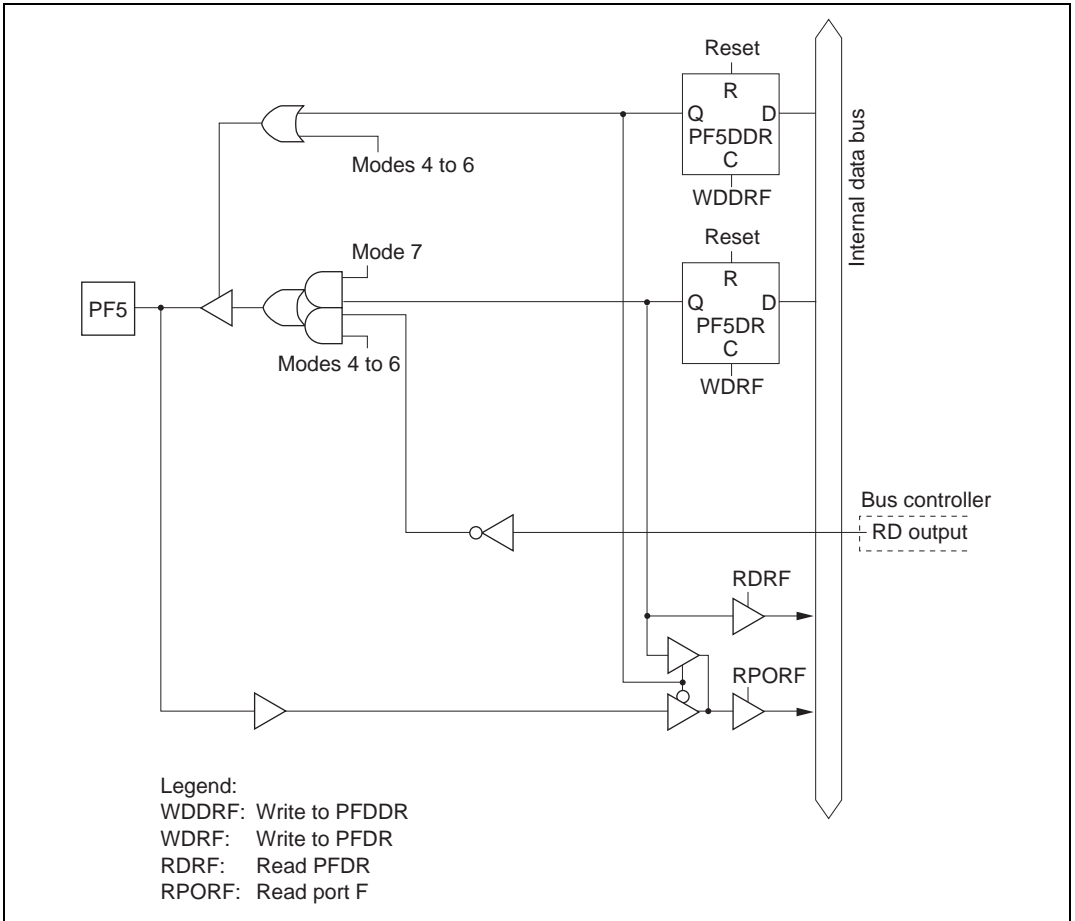 Reset
R
Q D
PF5DDR
C
WDDRF
Modes 4 to 6
Internal data bus
Reset
R
Q D
PF5DR
C
WDRF
Mode 7
PF5
Modes 4 to 6
Bus controller
RD output
RDRF
RPORF
Legend:
WDDRF: Write to PFDDR
WDRF: Write to PFDR
RDRF: Read PFDR
RPORF: Read port F